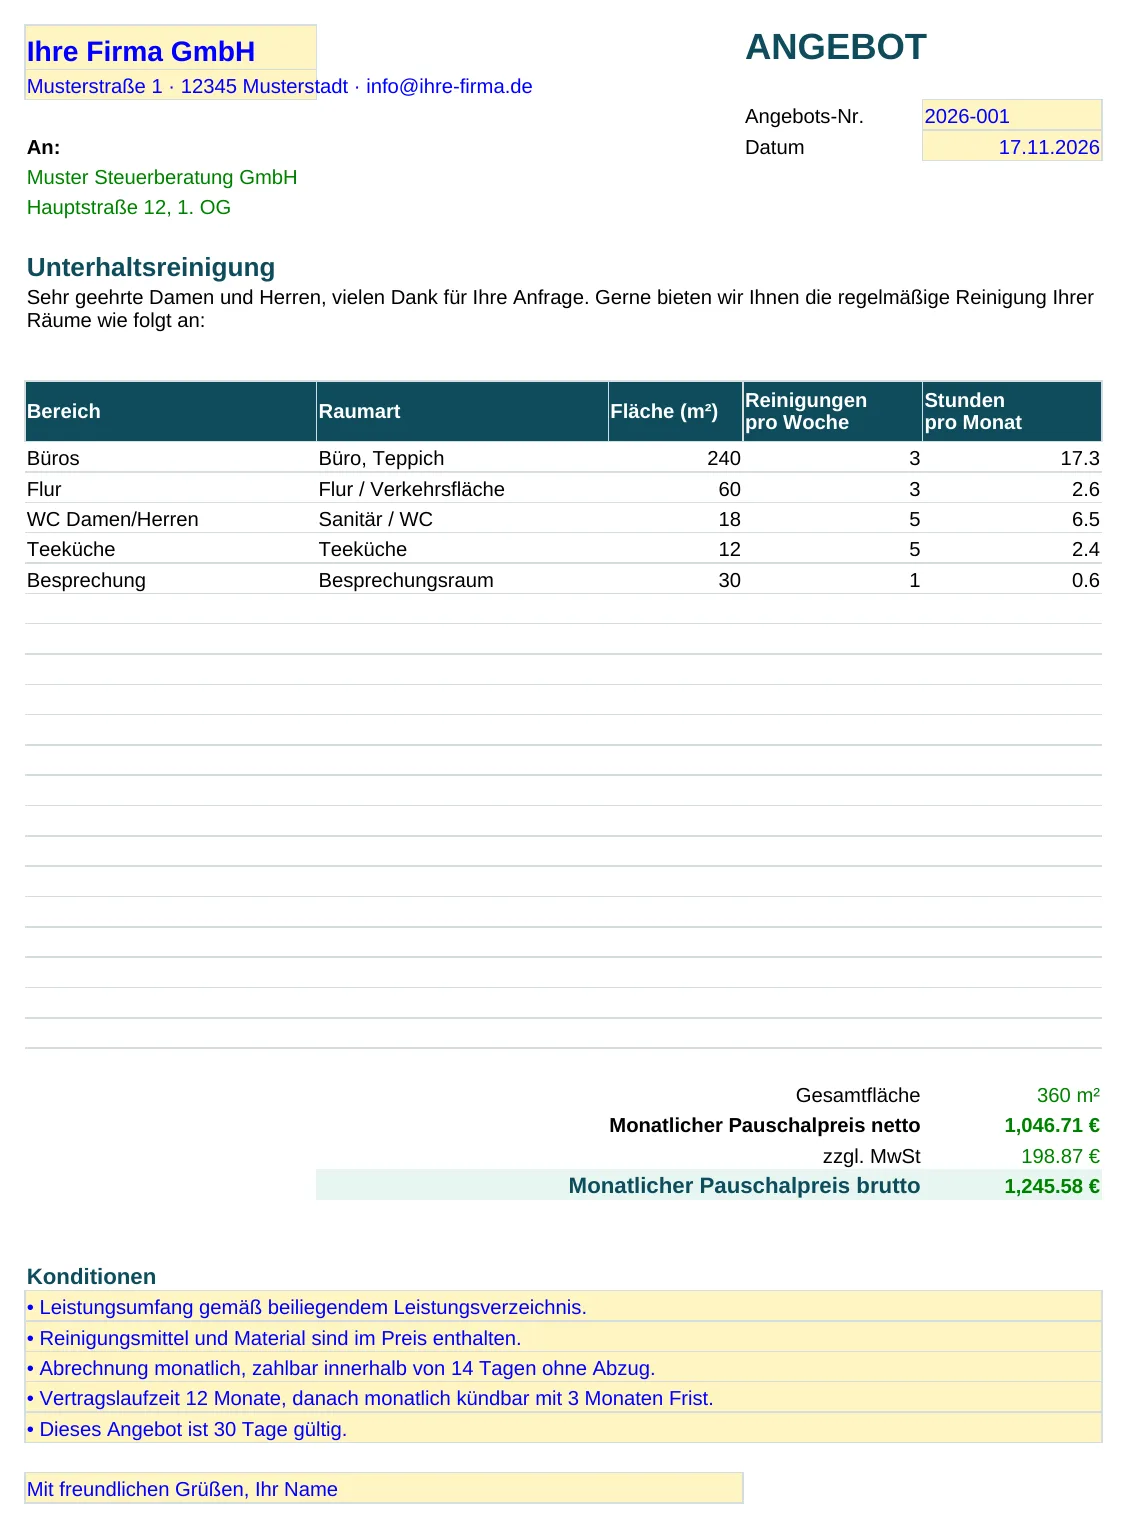 Ihre Firma GmbH
ANGEBOT
Musterstraße 1 · 12345 Musterstadt · info@ihre-firma.de
Angebots-Nr. 2026-001
An:
Datum 17.11.2026
Muster Steuerberatung GmbH
Hauptstraße 12, 1. OG
Unterhaltsreinigung
Sehr geehrte Damen und Herren, vielen Dank für Ihre Anfrage. Gerne bieten wir Ihnen die regelmäßige Reinigung Ihrer
Räume wie folgt an:
Bereich Raumart Fläche (m²) Reinigungen pro Woche Stunden pro Monat
Büros Büro, Teppich 240 3 17.3
Flur Flur / Verkehrsfläche 60 3 2.6
WC Damen/Herren Sanitär / WC 18 5 6.5
Teeküche Teeküche 12 5 2.4
Besprechung Besprechungsraum 30 1 0.6
Gesamtfläche 360 m²
Monatlicher Pauschalpreis netto 1,046.71 €
zzgl. MwSt 198.87 €
Monatlicher Pauschalpreis brutto 1,245.58 €
Konditionen
• Leistungsumfang gemäß beiliegendem Leistungsverzeichnis.
• Reinigungsmittel und Material sind im Preis enthalten.
• Abrechnung monatlich, zahlbar innerhalb von 14 Tagen ohne Abzug.
• Vertragslaufzeit 12 Monate, danach monatlich kündbar mit 3 Monaten Frist.
• Dieses Angebot ist 30 Tage gültig.
Mit freundlichen Grüßen, Ihr Name